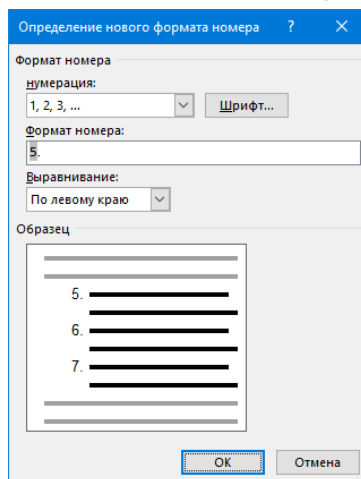 Определение нового формата номера ? ×
Формат номера
нумерация:
1, 2, 3, ... Шрифт...
Формат номера:
5.
Выравнивание:
По левому краю
Образец
5.
6.
7.
ОК Отмена